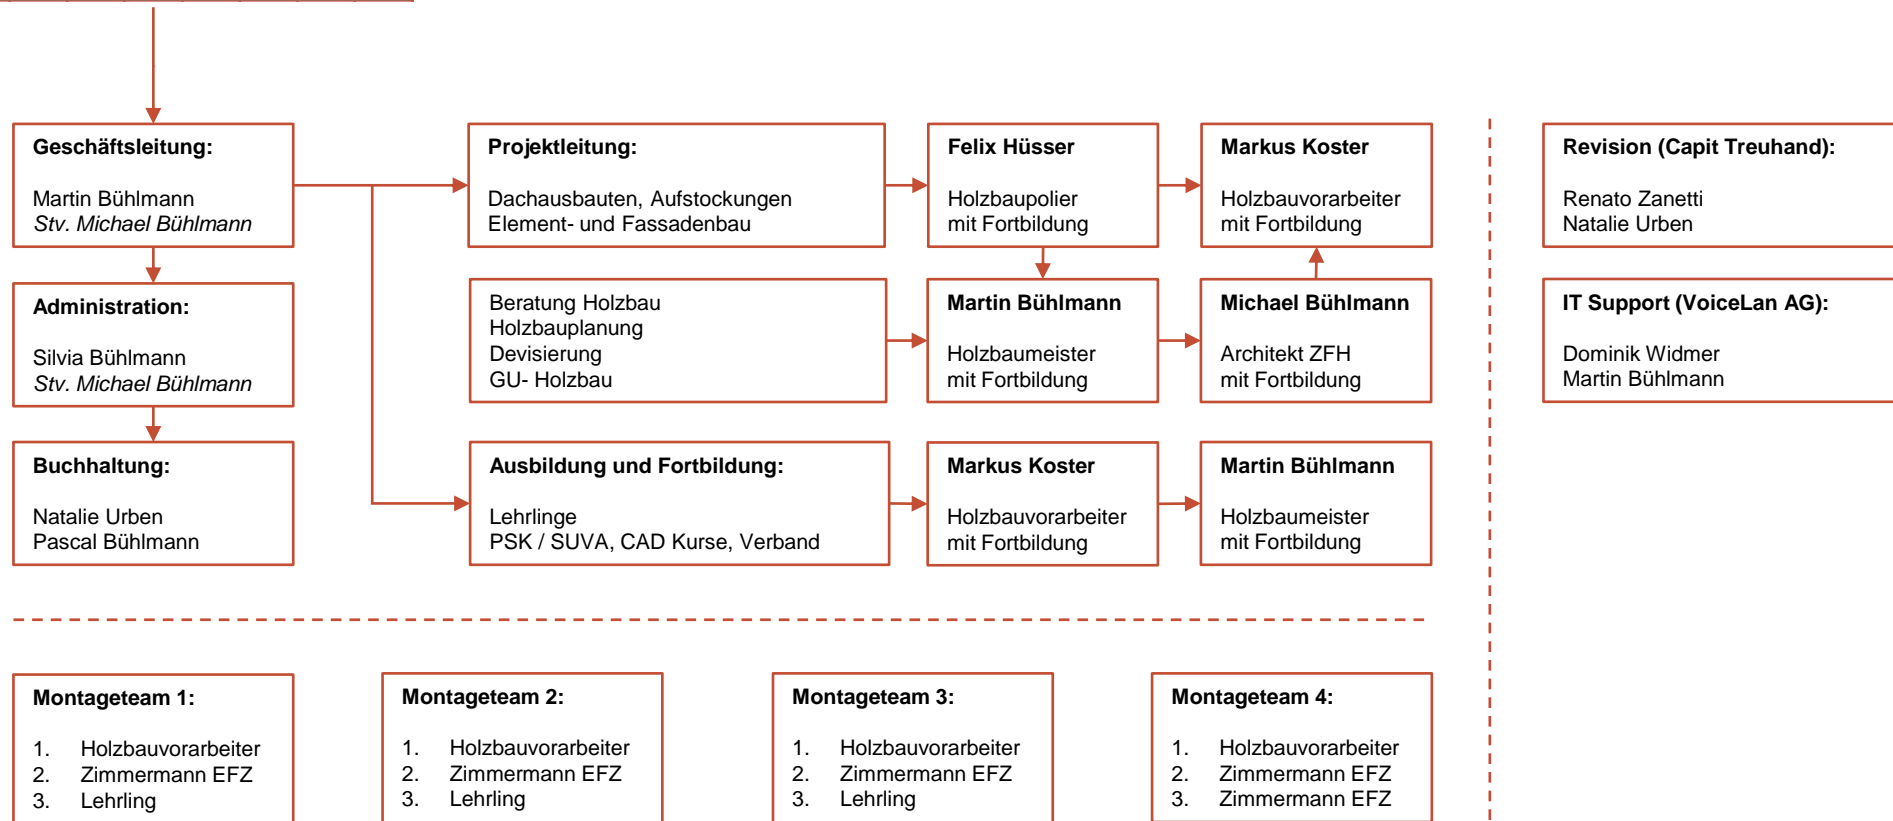 Geschäftsleitung:
Martin Bühlmann
Stv. Michael Bühlmann
Projektleitung:
Dachausbauten, Aufstockungen
Element- und Fassadenbau
Felix Hüsser
Holzbaupolier
mit Fortbildung
Markus Koster
Holzbauvorarbeiter
mit Fortbildung
Revision (Capit Treuhand):
Renato Zanetti
Natalie Urben
Administration:
Silvia Bühlmann
Stv. Michael Bühlmann
Beratung Holzbau
Holzbauplanung
Devisierung
GU- Holzbau
Martin Bühlmann
Holzbaumeister
mit Fortbildung
Michael Bühlmann
Architekt ZFH
mit Fortbildung
IT Support (VoiceLan AG):
Dominik Widmer
Martin Bühlmann
Buchhaltung:
Natalie Urben
Pascal Bühlmann
Ausbildung und Fortbildung:
Lehrlinge
PSK / SUVA, CAD Kurse, Verband
Markus Koster
Holzbauvorarbeiter
mit Fortbildung
Martin Bühlmann
Holzbaumeister
mit Fortbildung
Montageteam 1:
1. Holzbauvorarbeiter
2. Zimmermann EFZ
3. Lehrling
Montageteam 2:
1. Holzbauvorarbeiter
2. Zimmermann EFZ
3. Lehrling
Montageteam 3:
1. Holzbauvorarbeiter
2. Zimmermann EFZ
3. Lehrling
Montageteam 4:
1. Holzbauvorarbeiter
2. Zimmermann EFZ
3. Zimmermann EFZ